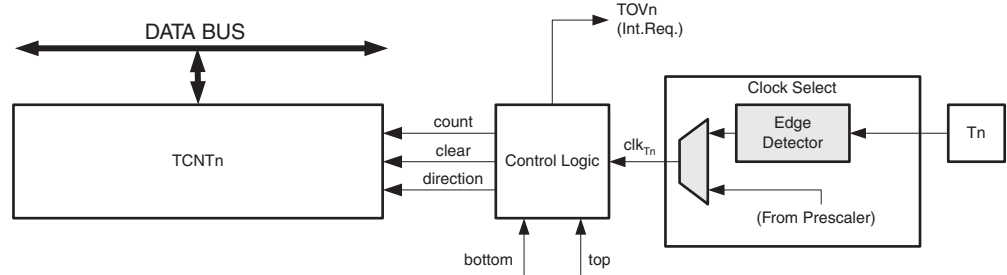 TOVn
(Int.Req.)
DATA BUS
Clock Select
count
Edge
Detector
Tn
clear
TCNTn
Control Logic
clkTn
direction
(From Prescaler)
bottom
top